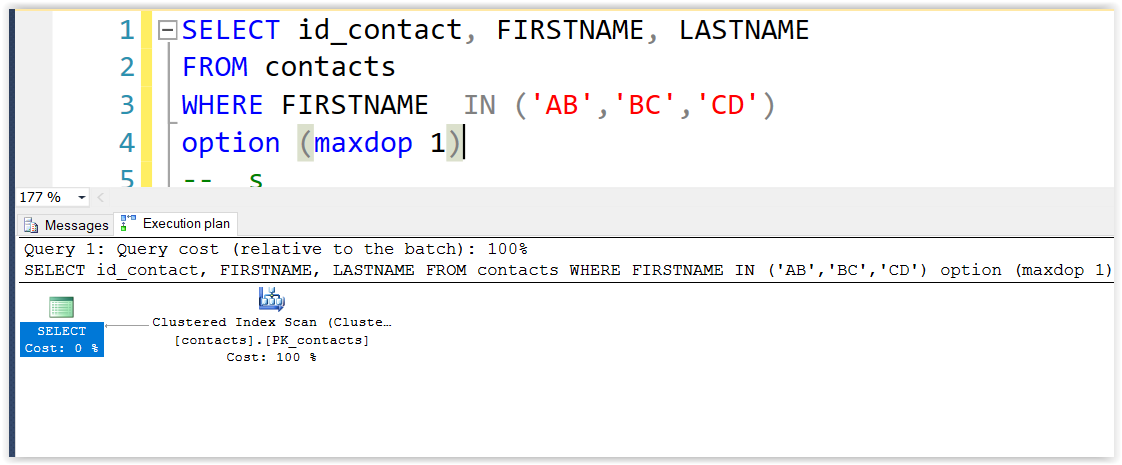 1 SELECT id_contact, FIRSTNAME, LASTNAME
2 FROM contacts
3 WHERE FIRSTNAME  IN ('AB','BC','CD')
4 option (maxdop 1)
5 --  s
177 %
Messages Execution plan
Query 1: Query cost (relative to the batch): 100%
SELECT id_contact, FIRSTNAME, LASTNAME FROM contacts WHERE FIRSTNAME IN ('AB','BC','CD') option (maxdop 1)
SELECT
Cost: 0 %
Clustered Index Scan (Cluste…
[contacts].[PK_contacts]
Cost: 100 %